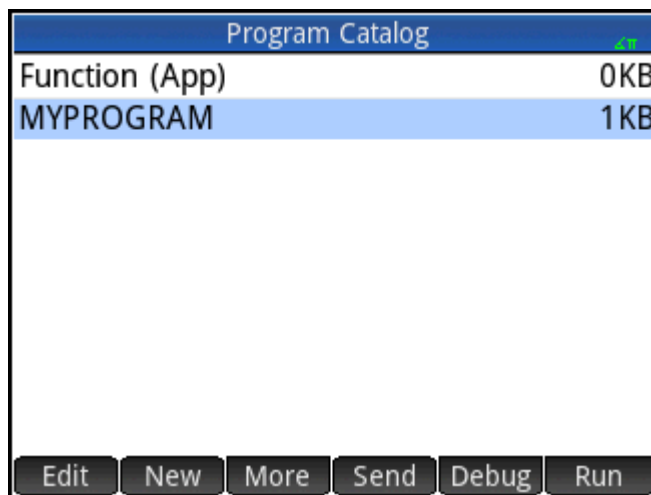 Program Catalog
∡π
Function (App) 0KB
MYPROGRAM 1KB
Edit New More Send Debug Run